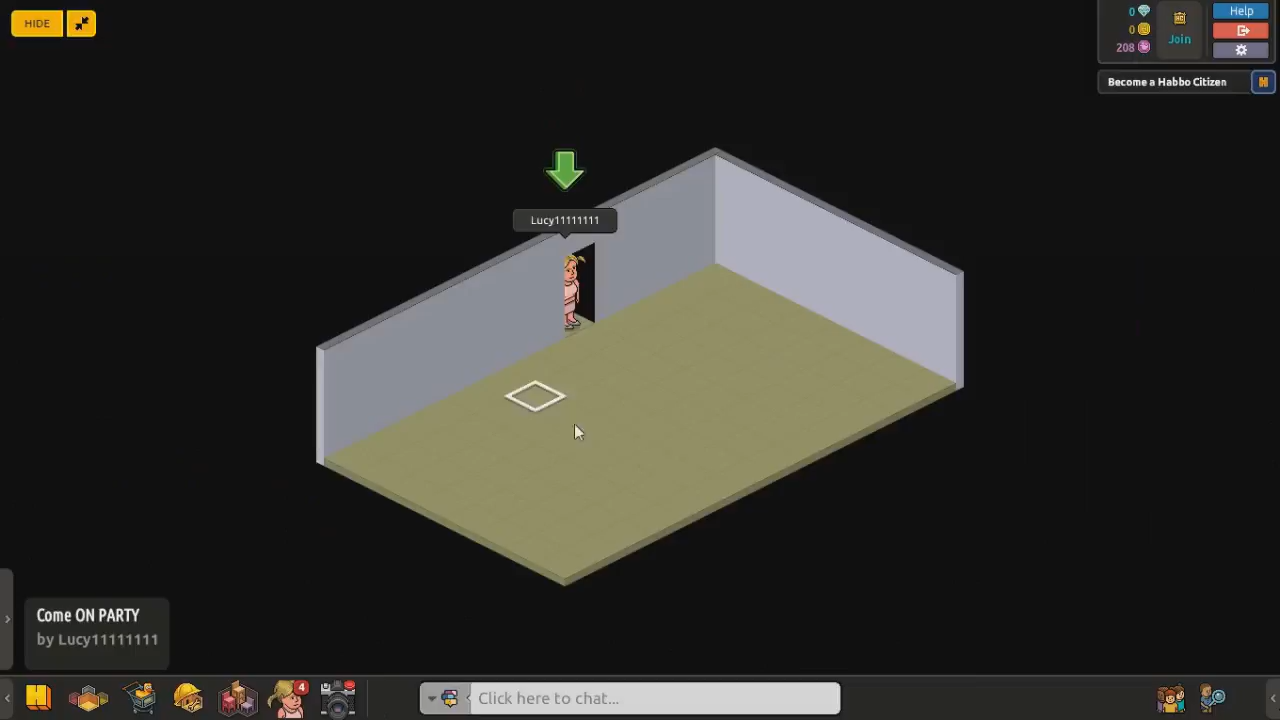 HIDE
0
0
208
Join
Help
Become a Habbo Citizen
Lucy11111111
Come ON PARTY
by Lucy11111111
4
Click here to chat...